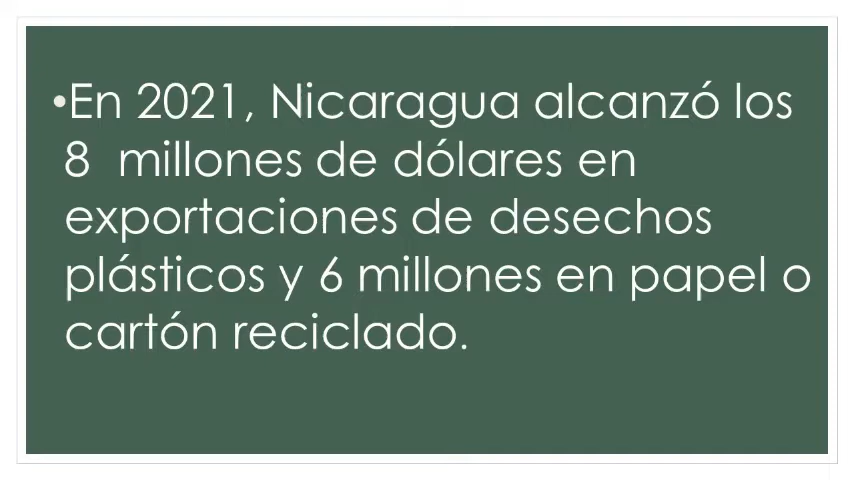 •En 2021, Nicaragua alcanzó los
8  millones de dólares en
exportaciones de desechos
plásticos y 6 millones en papel o
cartón reciclado.